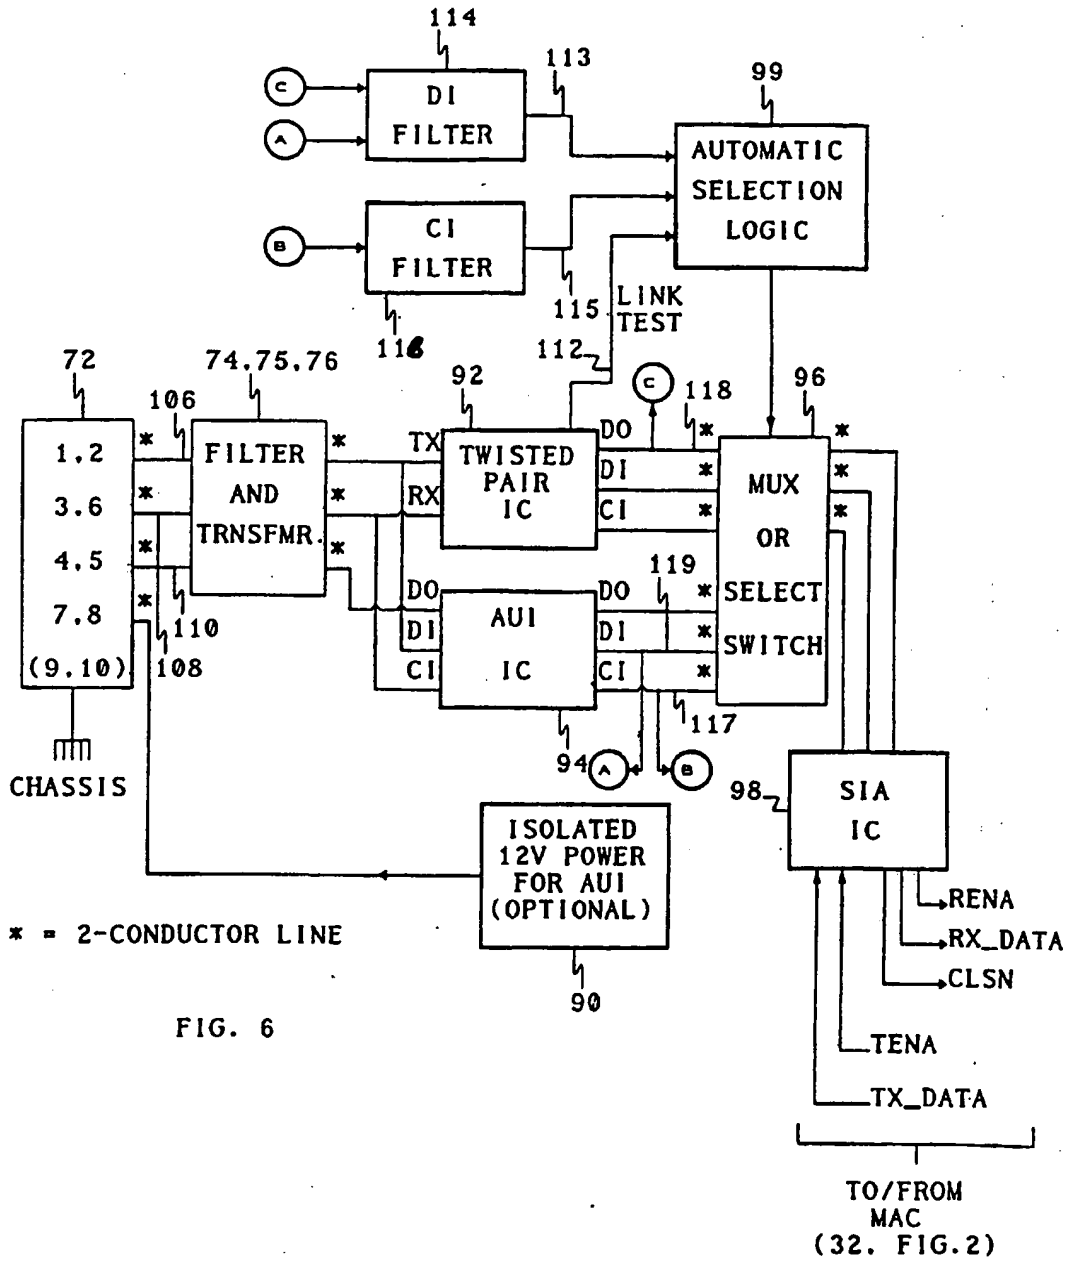 114
113
C
DI
FILTER
A
99
AUTOMATIC
SELECTION
LOGIC
B
CI
FILTER
116
115
LINK
TEST
112
72
74.75.76
92
C
118
96
106
1.2
3.6
4.5
7.8
(9.10)
*
*
*
*
FILTER
AND
TRNSFMR.
*
*
*
TX
RX
TWISTED
PAIR
IC
DO
DI
CI
*
*
*
MUX
OR
SELECT
SWITCH
*
*
*
110
108
DO
DI
CI
AUI
IC
DO
DI
CI
119
*
*
*
117
94
A
B
CHASSIS
98
SIA
IC
ISOLATED
12V POWER
FOR AUI
(OPTIONAL)
90
* = 2-CONDUCTOR LINE
RENA
RX_DATA
CLSN
TENA
TX_DATA
FIG. 6
TO/FROM
MAC
(32. FIG.2)